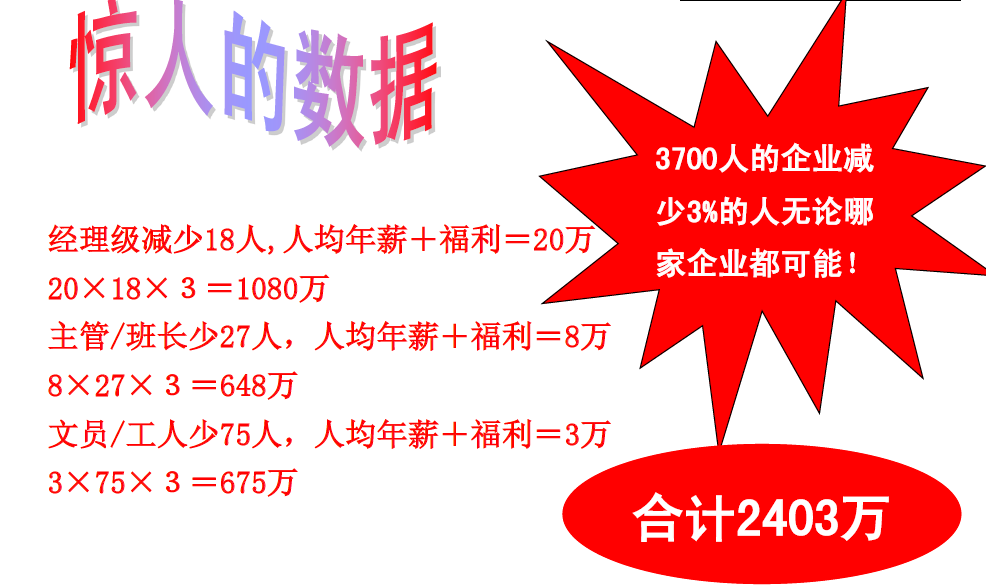 惊人的数据
3700人的企业减
少3%的人无论哪
家企业都可能！
经理级减少18人,人均年薪＋福利＝20万
20×18×３＝1080万
主管/班长少27人，人均年薪＋福利＝8万
8×27×３＝648万
文员/工人少75人，人均年薪＋福利＝3万
3×75×３＝675万
合计2403万